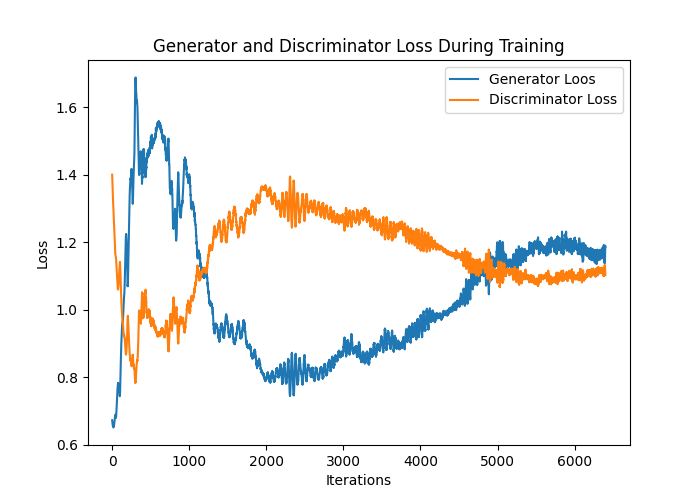 Generator and Discriminator Loss During Training
Generator Loos
Discriminator Loss
1.6
1.4
1.2
1.0
0.8
0.6
Loss
0
1000
2000
3000
4000
5000
6000
Iterations